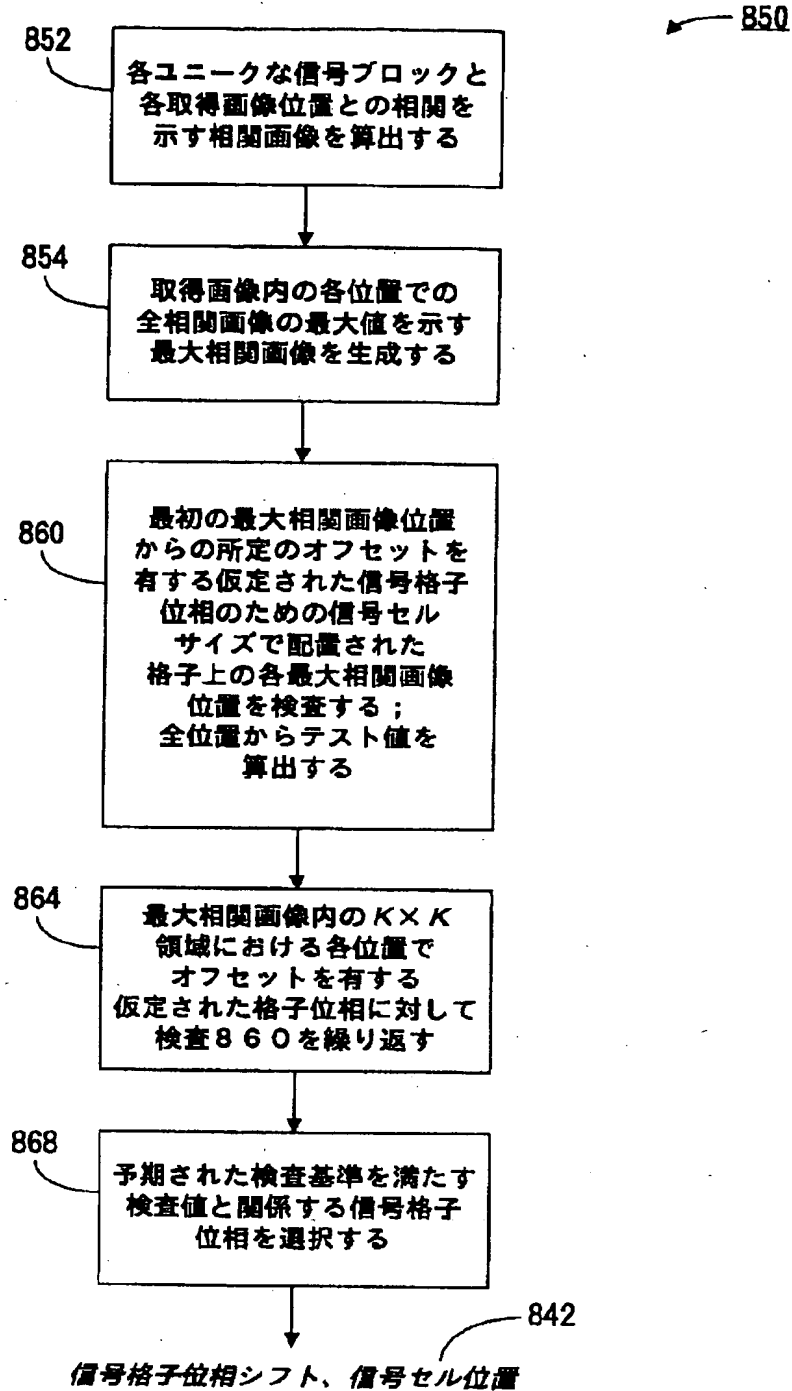 850
852
各ユニークな信号ブロックと
各取得画像位置との相関を
示す相関画像を算出する
854
取得画像内の各位置での
全相関画像の最大値を示す
最大相関画像を生成する
860
最初の最大相関画像位置
からの所定のオフセットを
有する仮定された信号格子
位相のための信号セル
サイズで配置された
格子上の各最大相関画像
位置を検査する；
全位置からテスト値を
算出する
864
最大相関画像内のK×K
領域における各位置で
オフセットを有する
仮定された格子位相に対して
検査８６０を繰り返す
868
予期された検査基準を満たす
検査値と関係する信号格子
位相を選択する
842
信号格子位相シフト、信号セル位置